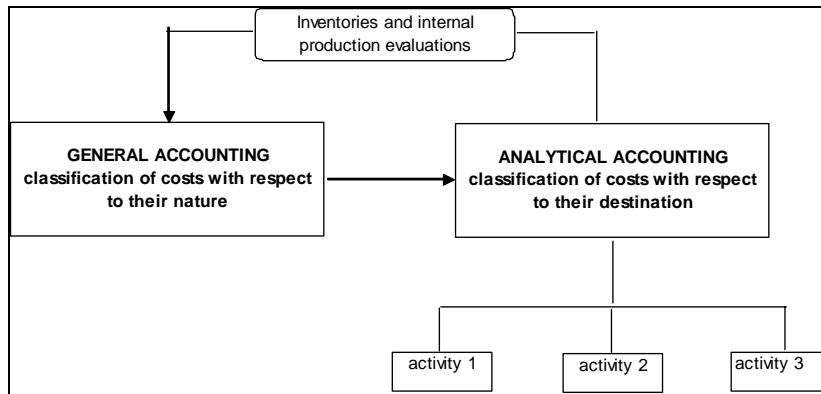 Inventories and internal
production evaluations
GENERAL ACCOUNTING
classification of costs with respect
to their nature
ANALYTICAL ACCOUNTING
classification of costs with respect
to their destination
activity 1
activity 2
activity 3